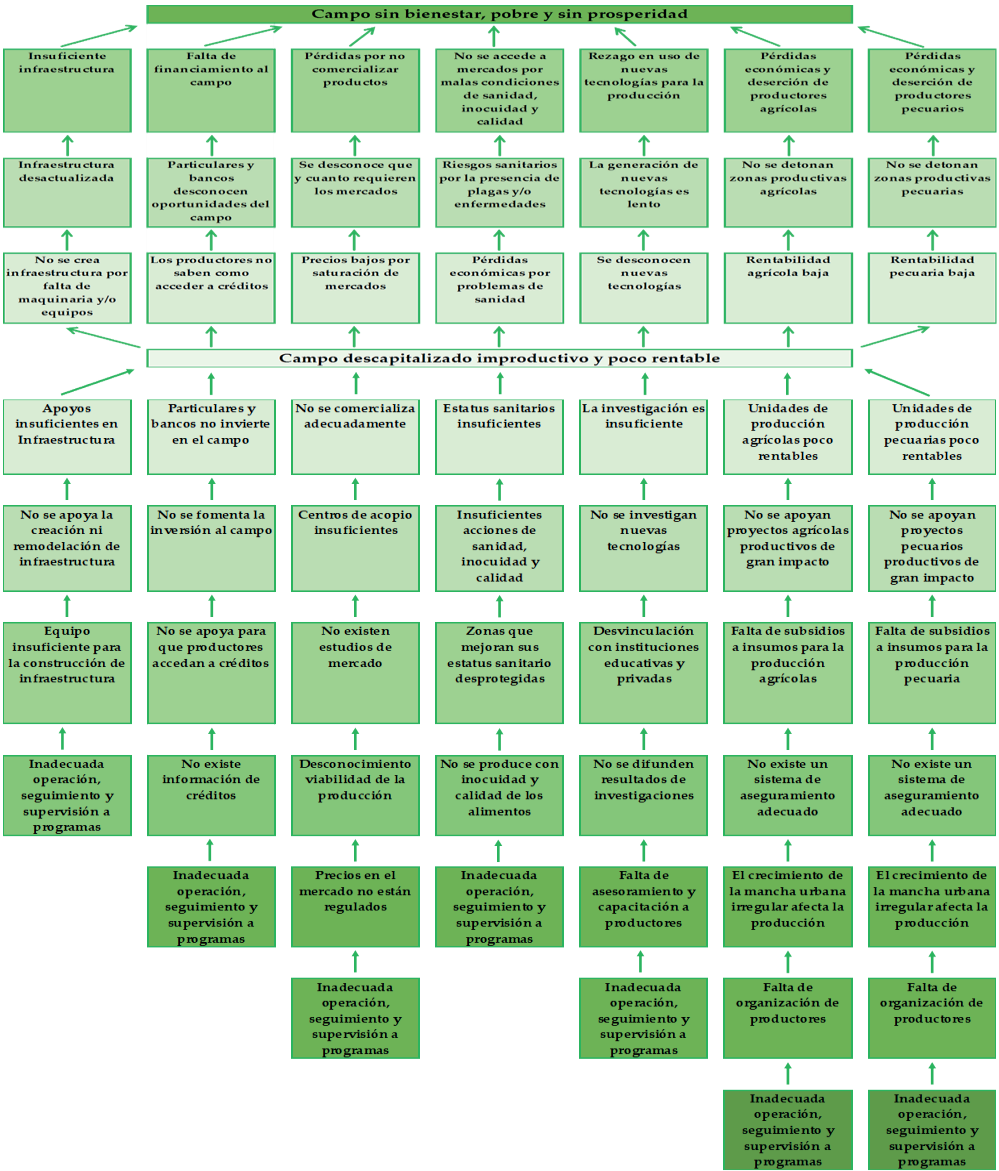 Campo sin bienestar, pobre y sin prosperidad
Insuficiente
infraestructura
Falta de
financiamiento al
campo
Pérdidas por no
comercializar
productos
No se accede a
mercados por
malas condiciones
de sanidad,
inocuidad y
calidad
Rezago en uso de
nuevas
tecnologías para la
producción
Pérdidas
económicas y
deserción de
productores
agrícolas
Pérdidas
económicas y
deserción de
productores
pecuarios
Infraestructura
desactualizada
Particulares y
bancos
desconocen
oportunidades del
campo
Se desconoce que
y cuanto requieren
los mercados
Riesgos sanitarios
por la presencia de
plagas y/o
enfermedades
La generación de
nuevas
tecnologías es
lento
No se detonan
zonas productivas
agrícolas
No se detonan
zonas productivas
pecuarias
No se crea
infraestructura por
falta de
maquinaria y/o
equipos
Los productores no
saben como
acceder a créditos
Precios bajos por
saturación de
mercados
Pérdidas
económicas por
problemas de
sanidad
Se desconocen
nuevas
tecnologías
Rentabilidad
agrícola baja
Rentabilidad
pecuaria baja
Campo descapitalizado improductivo y poco rentable
Apoyos
insuficientes en
Infraestructura
Particulares y
bancos no invierte
en el campo
No se comercializa
adecuadamente
Estatus sanitarios
insuficientes
La investigación es
insuficiente
Unidades de
producción
agrícolas poco
rentables
Unidades de
producción
pecuarias poco
rentables
No se apoya la
creación ni
remodelación de
infraestructura
No se fomenta la
inversión al campo
Centros de acopio
insuficientes
Insuficientes
acciones de
sanidad,
inocuidad y
calidad
No se investigan
nuevas
tecnologías
No se apoyan
proyectos agrícolas
productivos de
gran impacto
No se apoyan
proyectos
pecuarios
productivos de
gran impacto
Equipo
insuficiente para
la construcción de
infraestructura
No se apoya para
que productores
accedan a créditos
No existen
estudios de
mercado
Zonas que
mejoran sus
estatus sanitario
desprotegidas
Desvinculación
con instituciones
educativas y
privadas
Falta de subsidios
a insumos para la
producción
agrícolas
Falta de subsidios
a insumos para la
producción
pecuaria
Inadecuada
operación,
seguimiento y
supervisión a
programas
No existe
información de
créditos
Desconocimiento
viabilidad de la
producción
No se produce con
inocuidad y
calidad de los
alimentos
No se difunden
resultados de
investigaciones
No existe un
sistema de
aseguramiento
adecuado
No existe un
sistema de
aseguramiento
adecuado
Inadecuada
operación,
seguimiento y
supervisión a
programas
Precios en el
mercado no están
regulados
Inadecuada
operación,
seguimiento y
supervisión a
programas
Falta de
asesoramiento y
capacitación a
productores
El crecimiento de
la mancha urbana
irregular afecta la
producción
El crecimiento de
la mancha urbana
irregular afecta la
producción
Inadecuada
operación,
seguimiento y
supervisión a
programas
Inadecuada
operación,
seguimiento y
supervisión a
programas
Falta de
organización de
productores
Falta de
organización de
productores
Inadecuada
operación,
seguimiento y
supervisión a
programas
Inadecuada
operación,
seguimiento y
supervisión a
programas